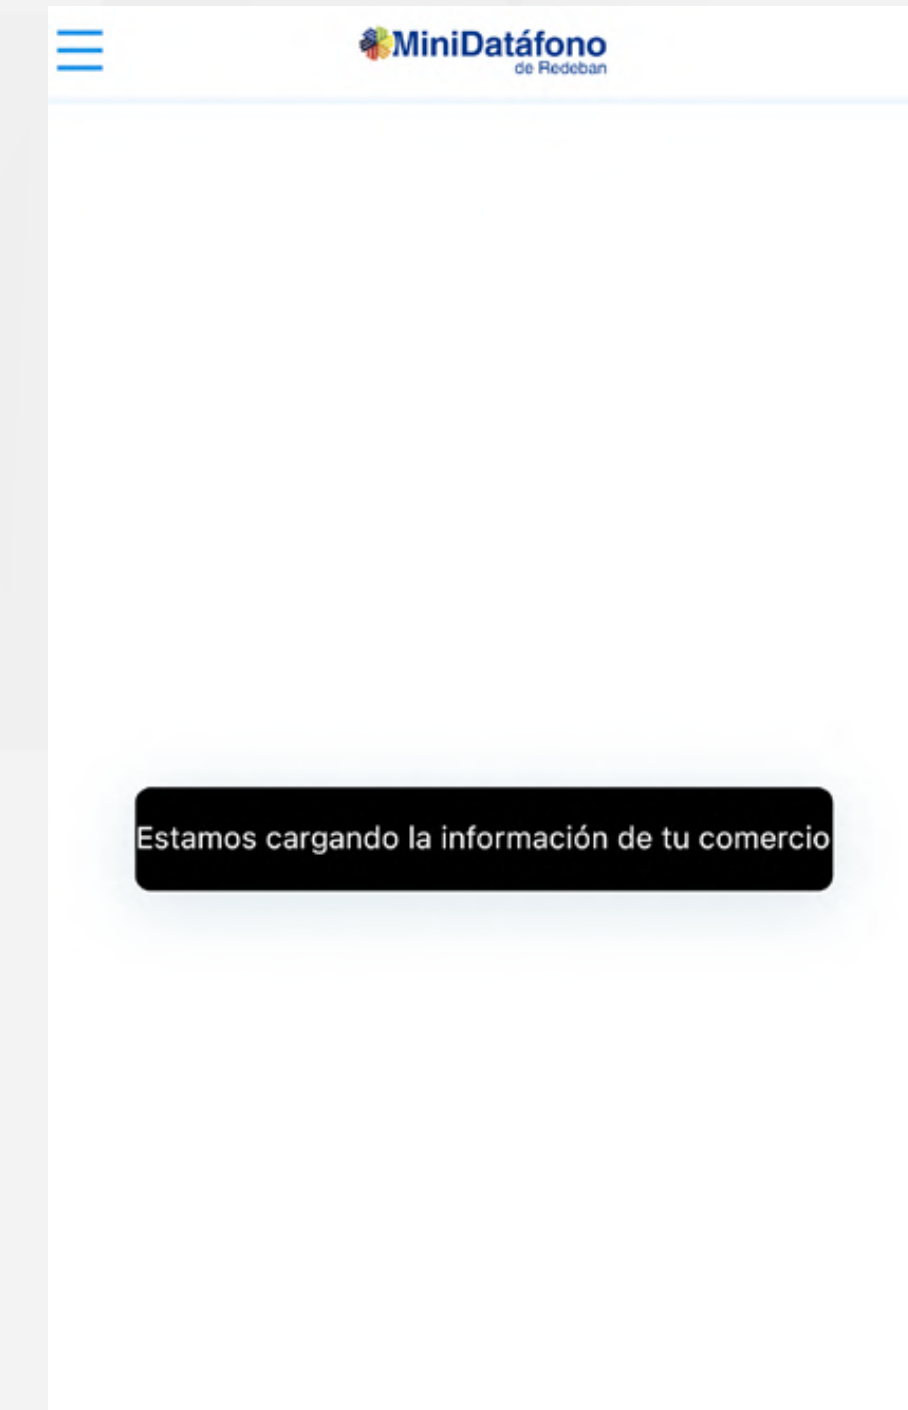 MiniDatáfono
de Redeban
Estamos cargando la información de tu comercio